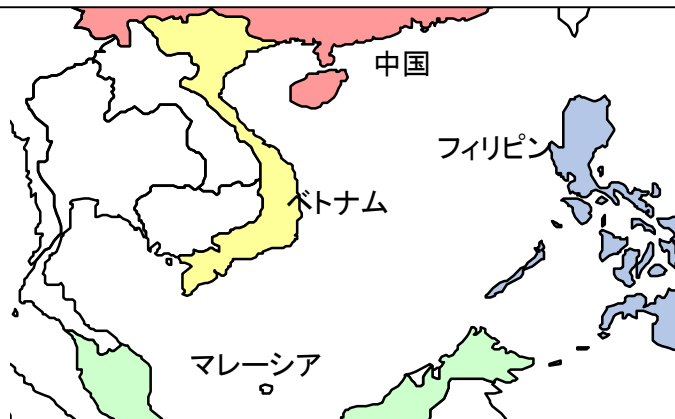 中国
フィリピン
ベトナム
マレーシア